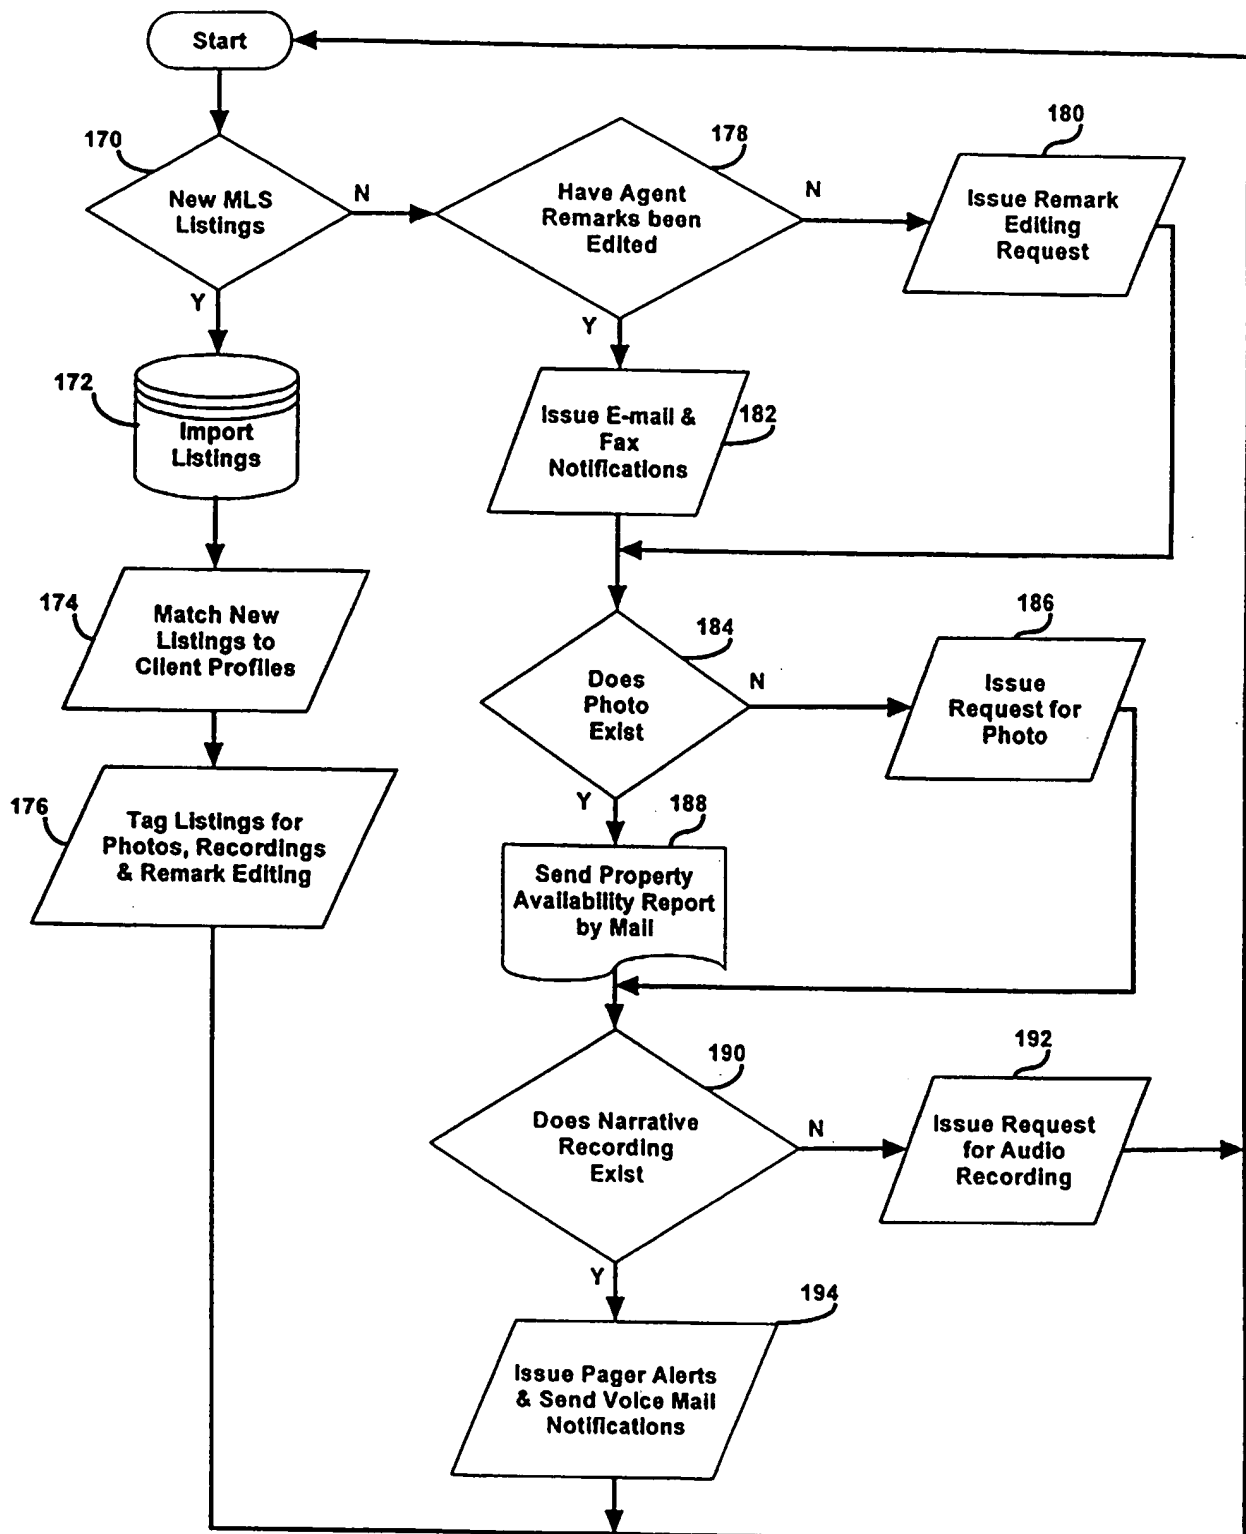 Start
170
New MLS
Listings
N
Y
178
Have Agent
Remarks been
Edited
N
Y
180
Issue Remark
Editing
Request
172
Import
Listings
182
Issue E-mail &
Fax
Notifications
174
Match New
Listings to
Client Profiles
184
Does
Photo
Exist
N
Y
186
Issue
Request for
Photo
176
Tag Listings for
Photos, Recordings
& Remark Editing
188
Send Property
Availability Report
by Mail
190
Does Narrative
Recording
Exist
N
Y
192
Issue Request
for Audio
Recording
194
Issue Pager Alerts
& Send Voice Mail
Notifications